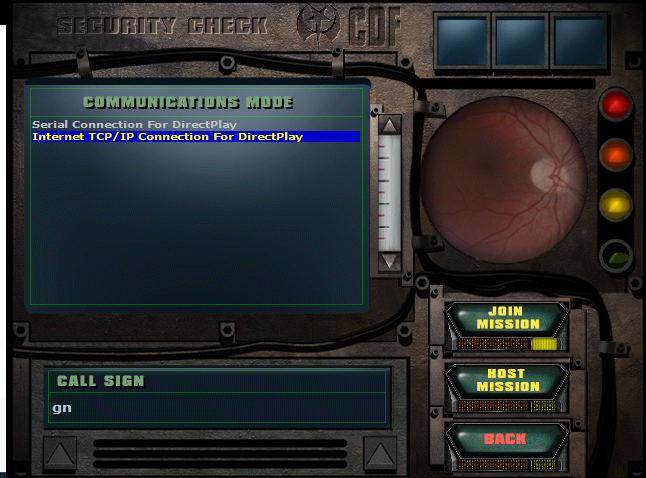 SECURITY CHECK
CDF
COMMUNICATIONS MODE
Serial Connection For DirectPlay
Internet TCP/IP Connection For DirectPlay
JOIN
MISSION
HOST
MISSION
CALL SIGN
gn
BACK